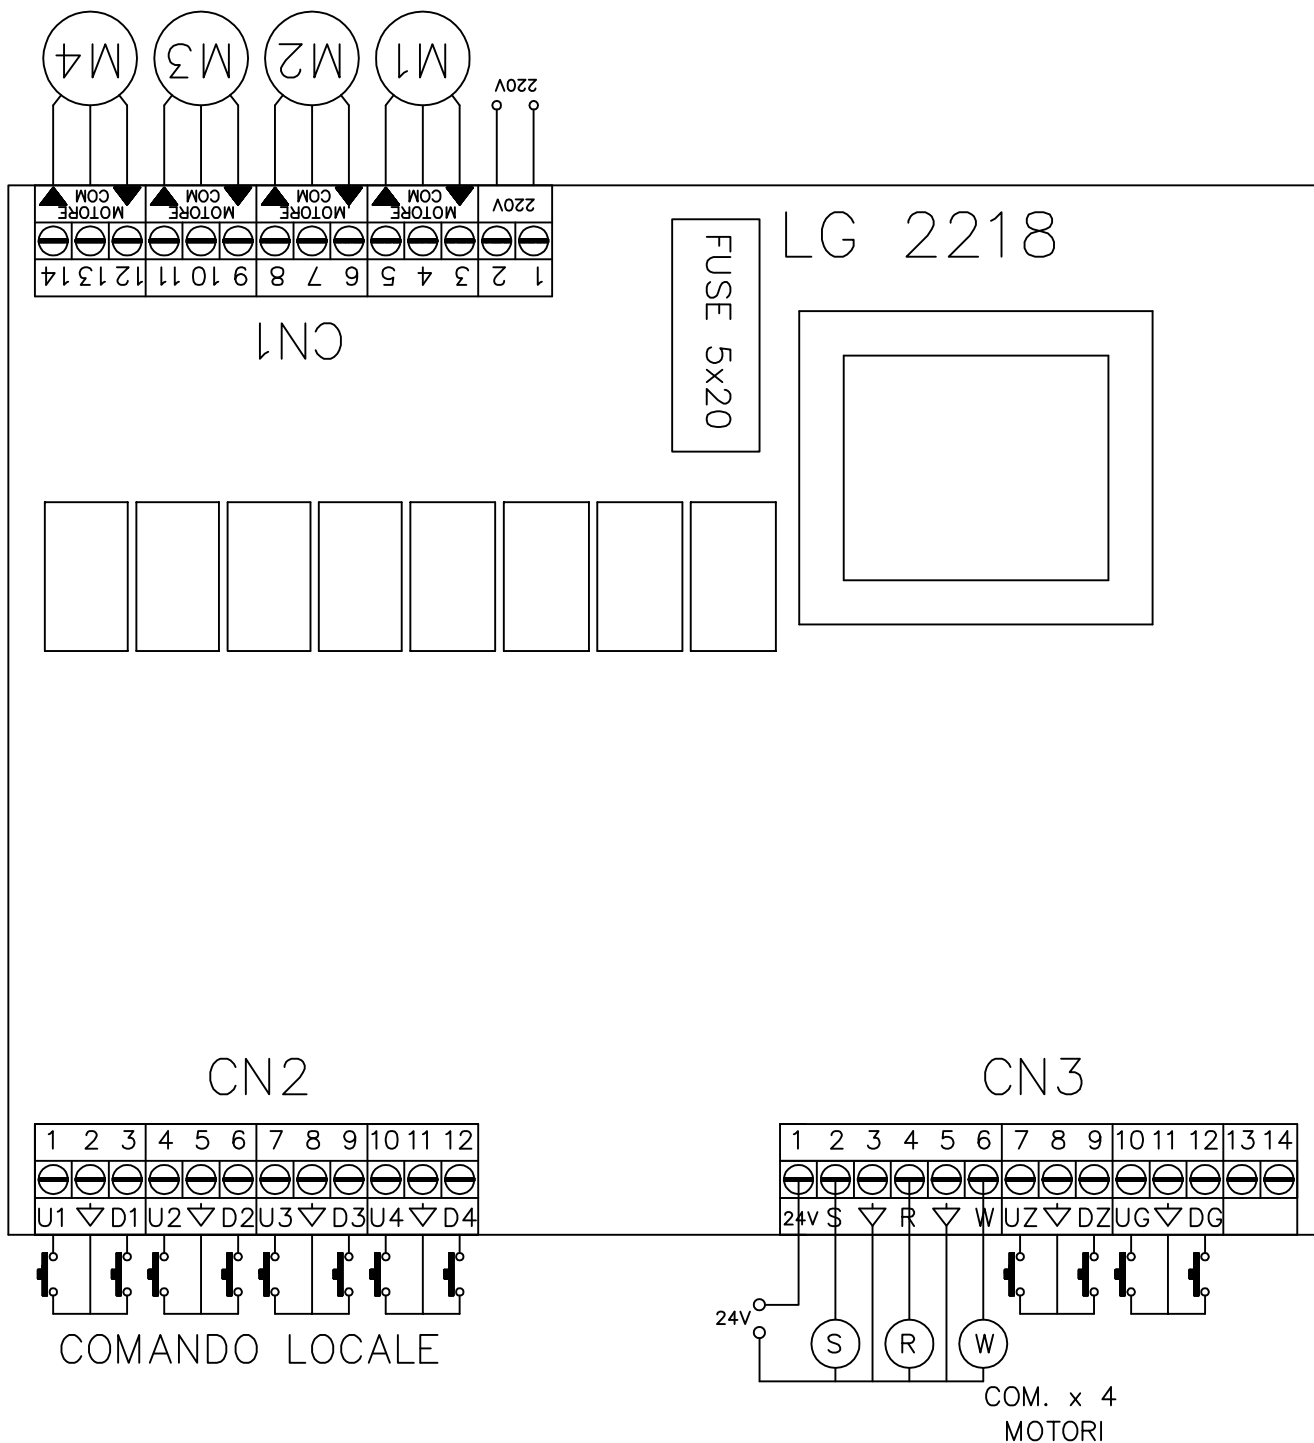 M4 M3 M2 M1
220V
COM COM COM COM
MOTORE MOTORE MOTORE MOTORE 220V
14 13 12 11 10 9 8 7 6 5 4 3 2 1
CN1
FUSE 5x20
LG 2218
CN2
1 2 3 4 5 6 7 8 9 10 11 12
U1 D1 U2 D2 U3 D3 U4 D4
COMANDO LOCALE
CN3
1 2 3 4 5 6 7 8 9 10 11 12 13 14
24V S R W UZ DZ UG DG
24V
S R W
COM. x 4
MOTORI